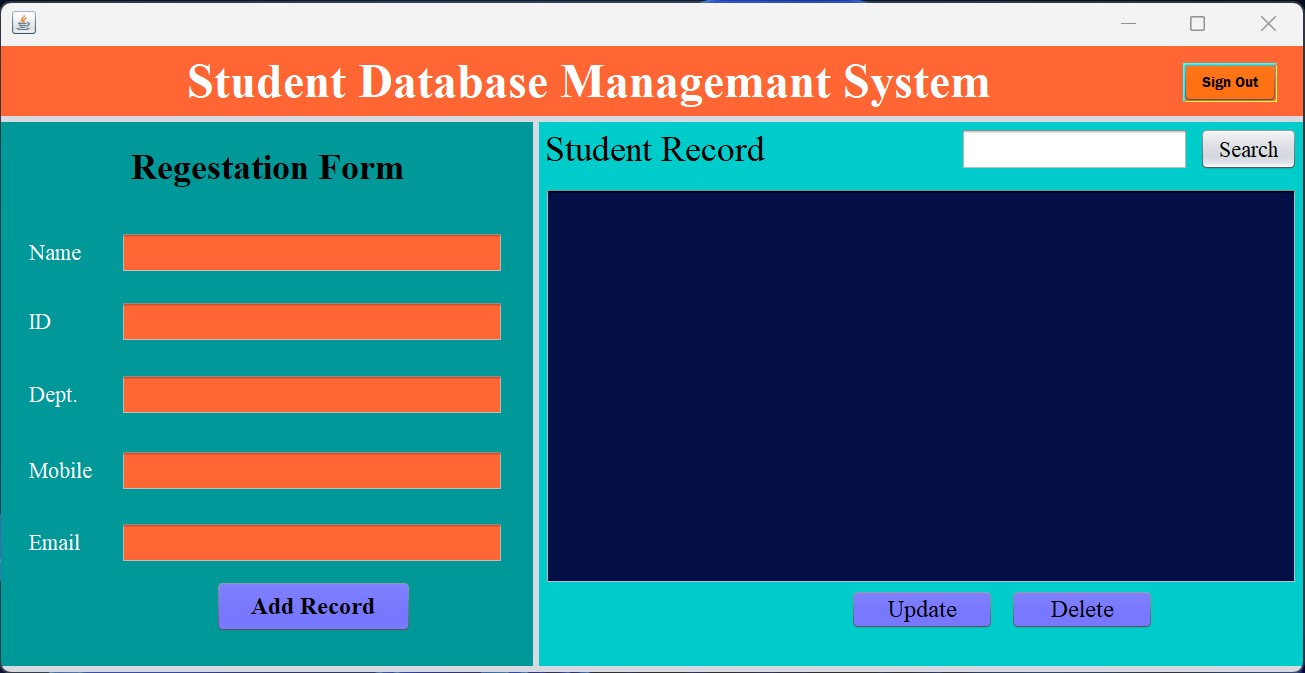 Student Database Managemant System
Sign Out
Regestation Form
Name
ID
Dept.
Mobile
Email
Add Record
Student Record
Search
Update
Delete